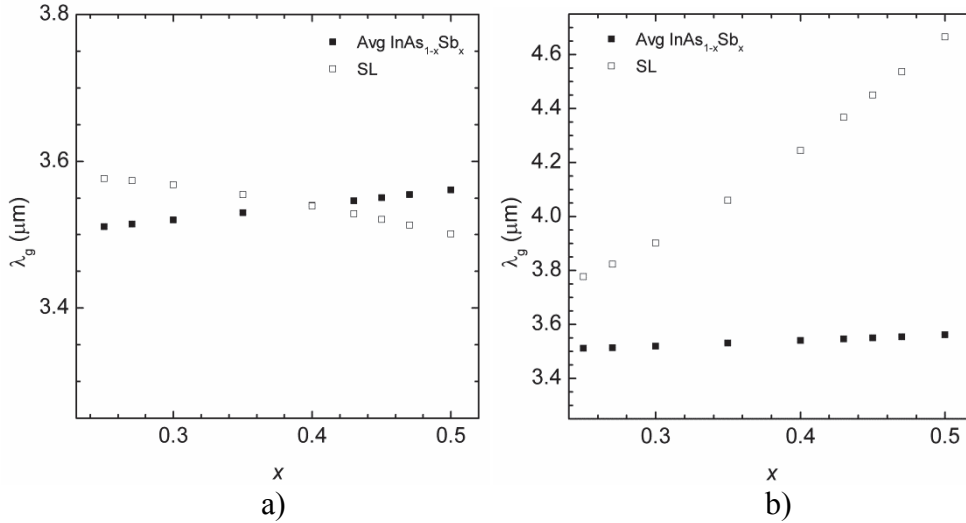 3.8
3.6
3.4
λg (μm)
Avg InAs1-xSbx
SL
0.3
0.4
0.5
x
a)
4.6
4.4
4.2
4.0
3.8
3.6
3.4
λg (μm)
Avg InAs1-xSbx
SL
0.3
0.4
0.5
x
b)